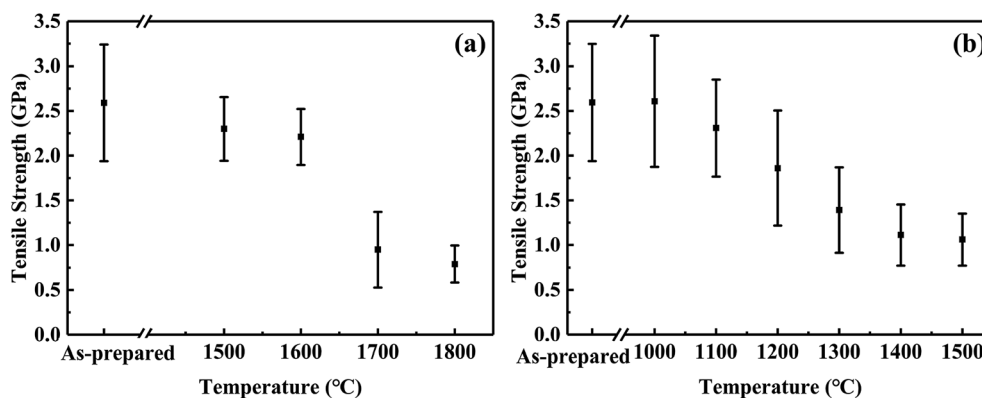 (a)
Tensile Strength (GPa)
3.5
3.0
2.5
2.0
1.5
1.0
0.5
0.0
As-prepared 1500 1600 1700 1800
Temperature (°C)
(b)
Tensile Strength (GPa)
3.5
3.0
2.5
2.0
1.5
1.0
0.5
0.0
As-prepared 1000 1100 1200 1300 1400 1500
Temperature (°C)